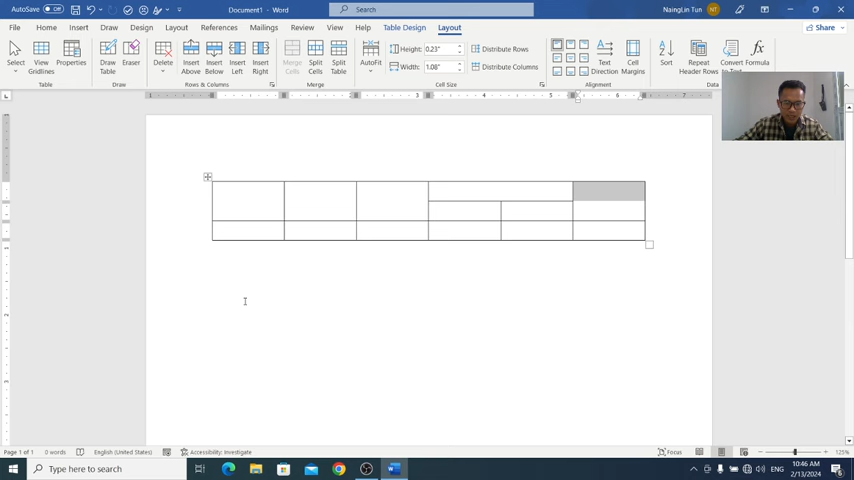 AutoSave Off Document1 - Word Search NaingLin Tun NT
File Home Insert Draw Design Layout References Mailings Review View Help Table Design Layout Share
Select View Gridlines Properties Draw Table Eraser Delete Insert Above Insert Below Insert Left Insert Right Merge Cells Split Cells Split Table AutoFit Height: 0.23" Width: 1.08" Distribute Rows Distribute Columns Text Direction Cell Margins Sort Repeat Header Rows Convert to Text Formula
Table Draw Rows & Columns Merge Cell Size Alignment Data
Page 1 of 1 0 words English (United States) Accessibility: Investigate Focus 125%
Type here to search ENG 10:46 AM
2/13/2024